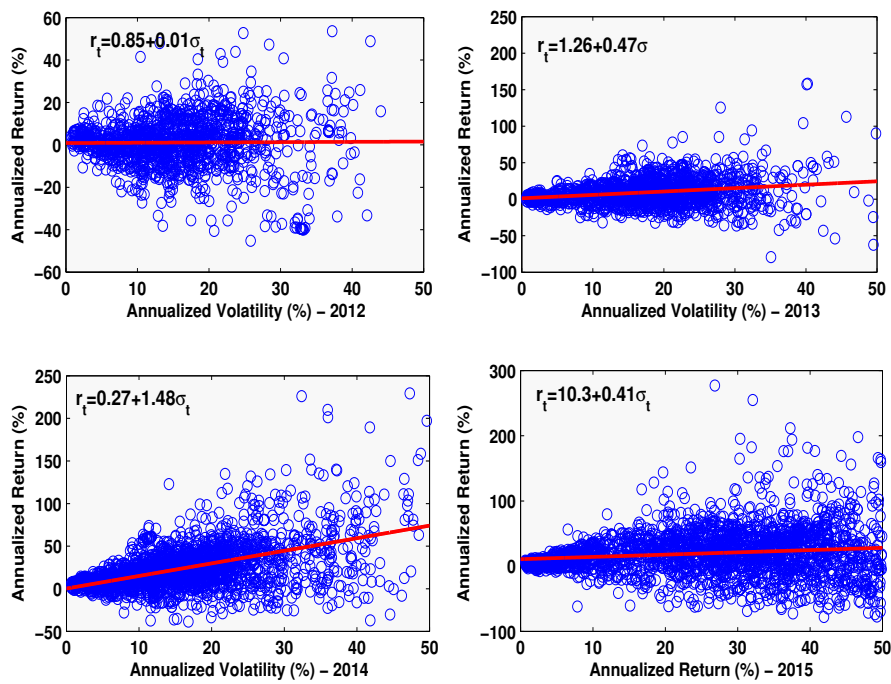 r_t=0.85+0.01σ_t
60
40
20
0
−20
−40
−60
Annualized Return (%)
0 10 20 30 40 50
Annualized Volatility (%) − 2012
r_t=1.26+0.47σ
250
200
150
100
50
0
−50
−100
Annualized Return (%)
0 10 20 30 40 50
Annualized Volatility (%) − 2013
r_t=0.27+1.48σ_t
250
200
150
100
50
0
−50
Annualized Return (%)
0 10 20 30 40 50
Annualized Volatility (%) − 2014
r_t=10.3+0.41σ_t
300
200
100
0
−100
Annualized Return (%)
0 10 20 30 40 50
Annualized Return (%) − 2015